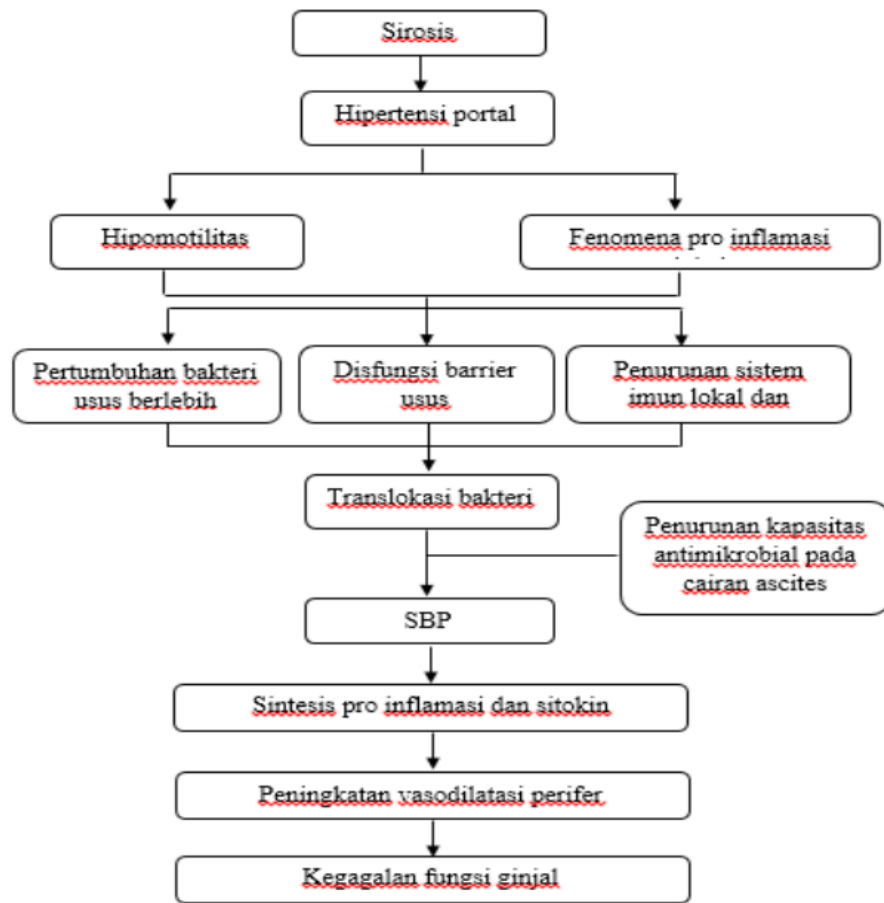 Sirosis
Hipertensi portal
Hipomotilitas
Fenomena pro inflamasi
Pertumbuhan bakteri
usus berlebih
Disfungsi barrier
usus
Penurunan sistem
imun lokal dan
Translokasi bakteri
Penurunan kapasitas
antimikrobial pada
cairan ascites
SBP
Sintesis pro inflamasi dan sitokin
Peningkatan vasodilatasi perifer
Kegagalan fungsi ginjal